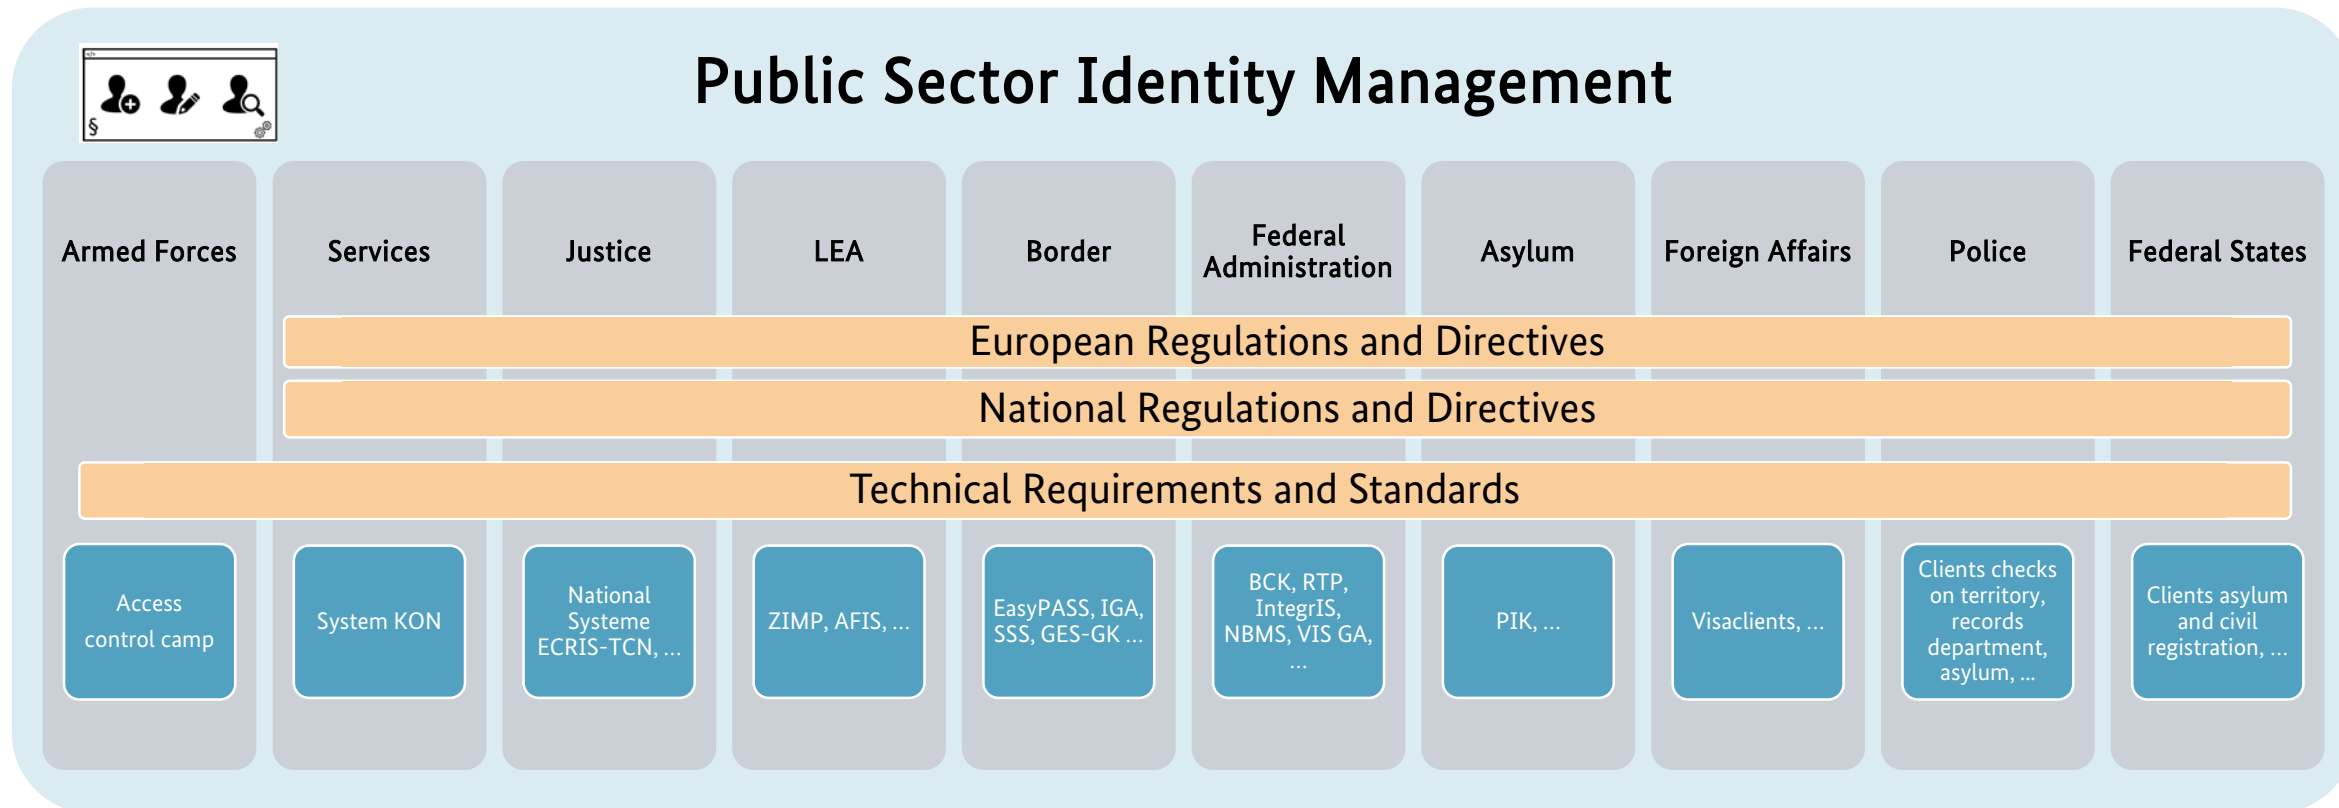 §
Public Sector Identity Management
Armed Forces
Services
Justice
LEA
Border
Federal
Administration
Asylum
Foreign Affairs
Police
Federal States
European Regulations and Directives
National Regulations and Directives
Technical Requirements and Standards
Access
control camp
System KON
National
Systeme
ECRIS-TCN, ...
ZIMP, AFIS, ...
EasyPASS, IGA,
SSS, GES-GK ...
BCK, RTP,
IntegrIS,
NBMS, VIS GA,
...
PIK, ...
Visaclients, ...
Clients checks
on territory,
records
department,
asylum, ...
Clients asylum
and civil
registration, ...